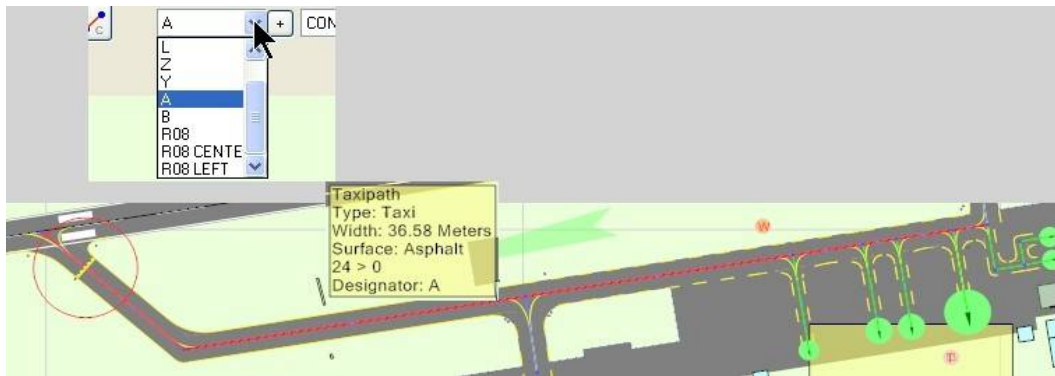 C
A
+
CON
L
Z
Y
A
B
R08
R08 CENTE
R08 LEFT
Taxipath
Type: Taxi
Width: 36.58 Meters
Surface: Asphalt
24 > 0
Designator: A
W